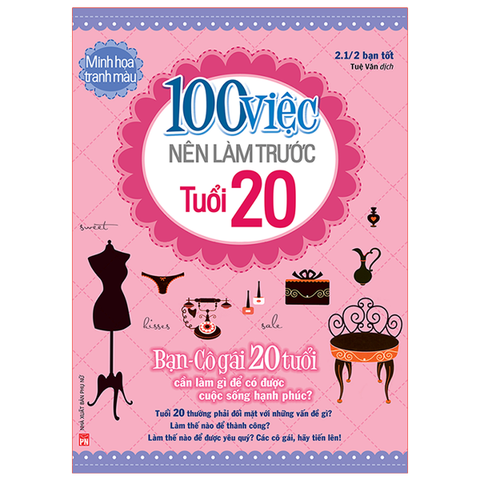 Minh họa
tranh màu
2.1/2 bạn tốt
Tuệ Văn dịch
100 việc
NÊN LÀM TRƯỚC
Tuổi 20
sweet
kisses
sale
Bạn-Cô gái 20 tuổi
cần làm gì để có được
cuộc sống hạnh phúc?
Tuổi 20 thường phải đối mặt với những vấn đề gì?
Làm thế nào để thành công?
Làm thế nào để được yêu quý? Các cô gái, hãy tiến lên!
NHÀ XUẤT BẢN PHỤ NỮ
PN